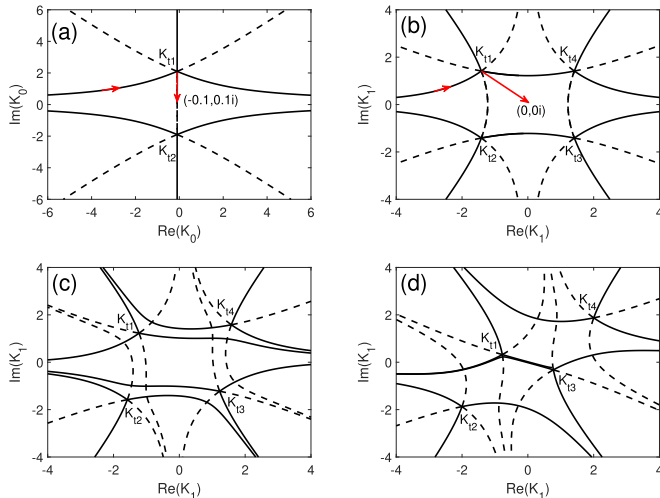 (a)
6
4
2
0
-2
-4
-6
Im(K0)
Kt1
(-0.1,0.1i)
Kt2
-6 -4 -2 0 2 4 6
Re(K0)
(b)
4
2
0
-2
-4
Im(K1)
Kt1
Kt4
(0,0i)
Kt2
Kt3
-4 -2 0 2 4
Re(K1)
(c)
4
2
0
-2
-4
Im(K1)
Kt4
Kt1
Kt3
Kt2
-4 -2 0 2 4
Re(K1)
(d)
4
2
0
-2
-4
Im(K1)
Kt4
Kt1
Kt3
Kt2
-4 -2 0 2 4
Re(K1)